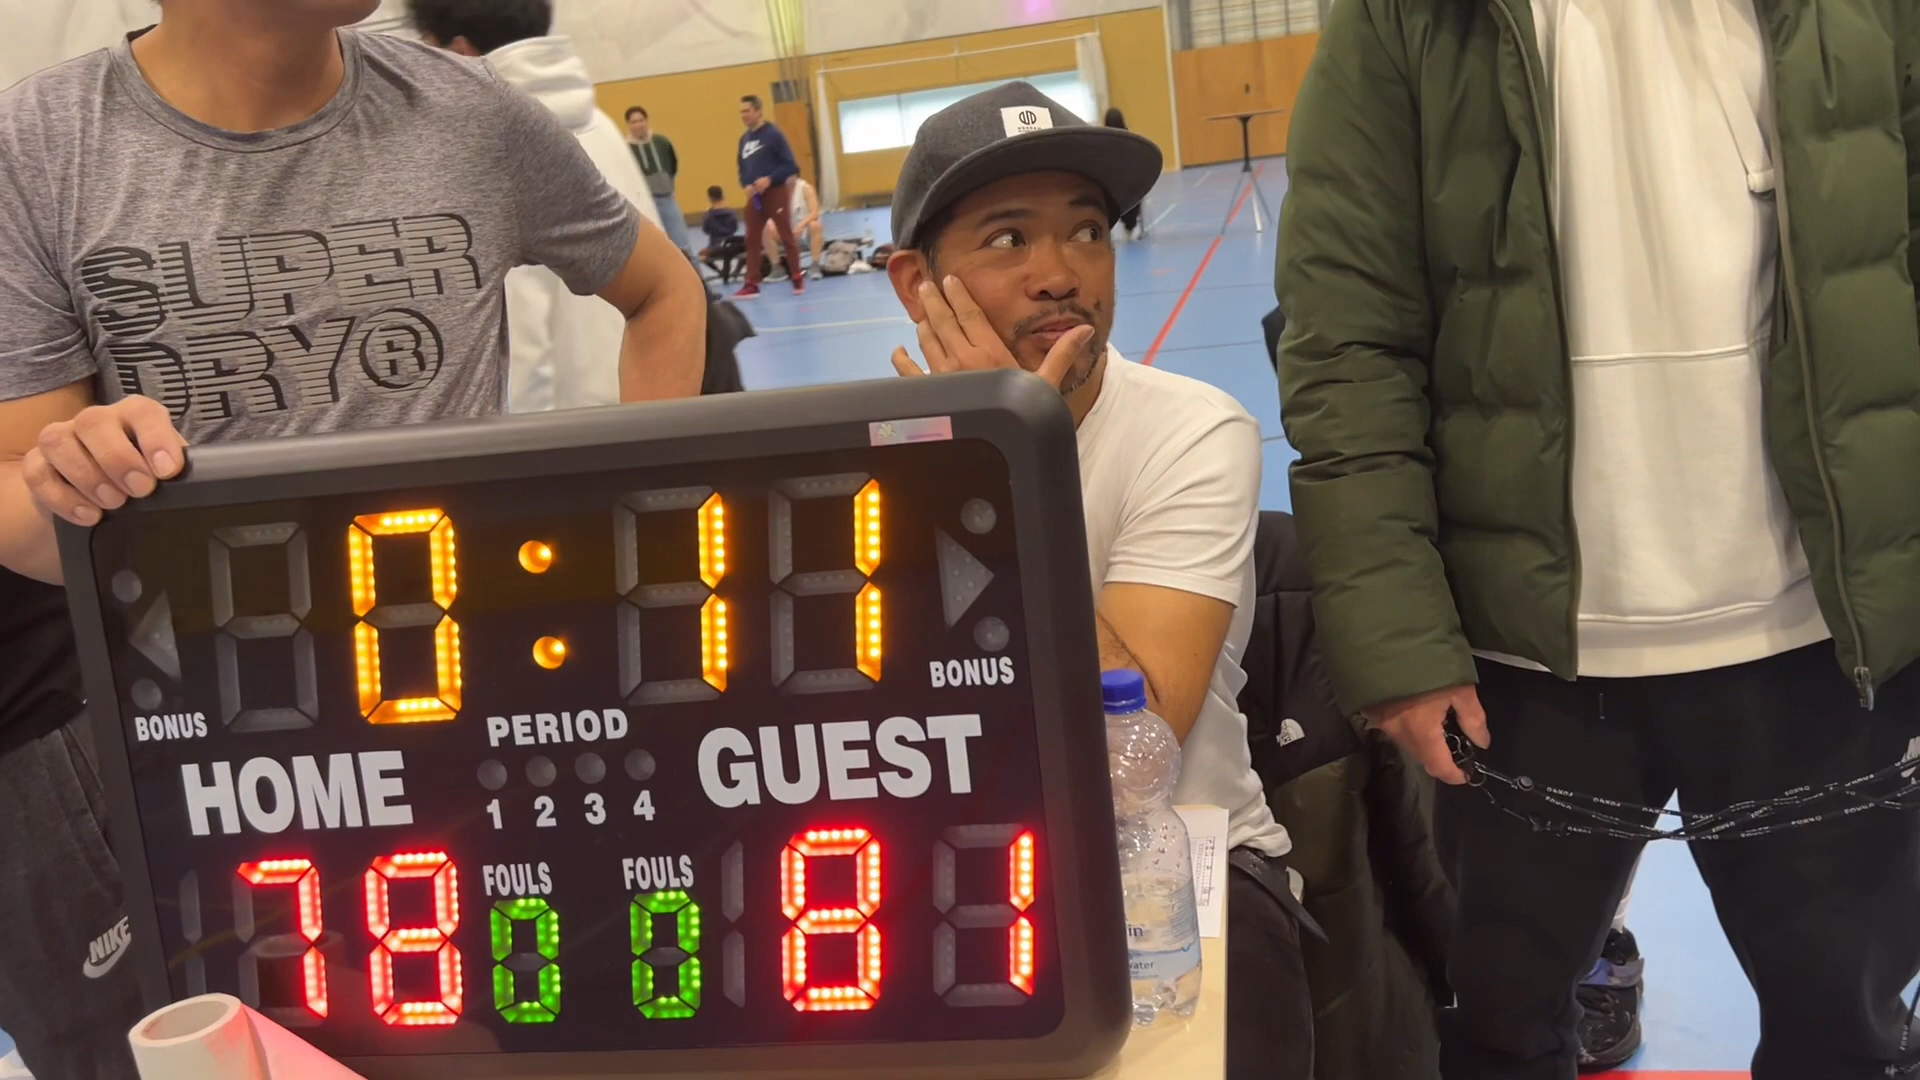 SUPER
DRY®
0:11
BONUS
BONUS
PERIOD
HOME
GUEST
1 2 3 4
FOULS
FOULS
78
0
0
81
NIKE
water